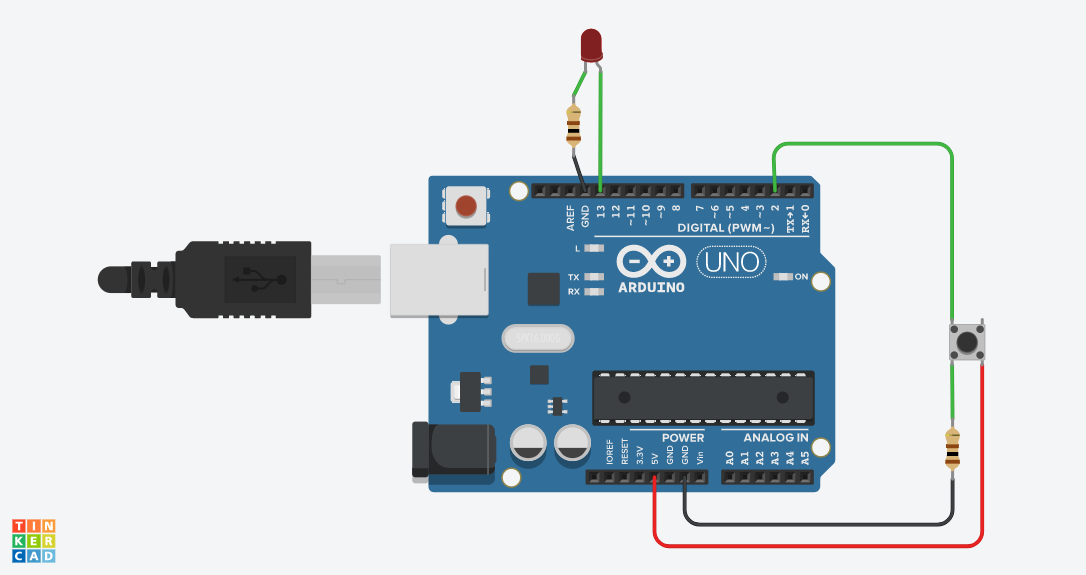 AREF
GND
13
12
~11
~10
~9
8
7
~6
~5
4
~3
2
TX→1
RX←0
DIGITAL (PWM~)
L
TX
RX
UNO
ON
ARDUINO
POWER
ANALOG IN
IOREF
RESET
3.3V
5V
GND
GND
Vin
A0
A1
A2
A3
A4
A5
TIN
KER
CAD